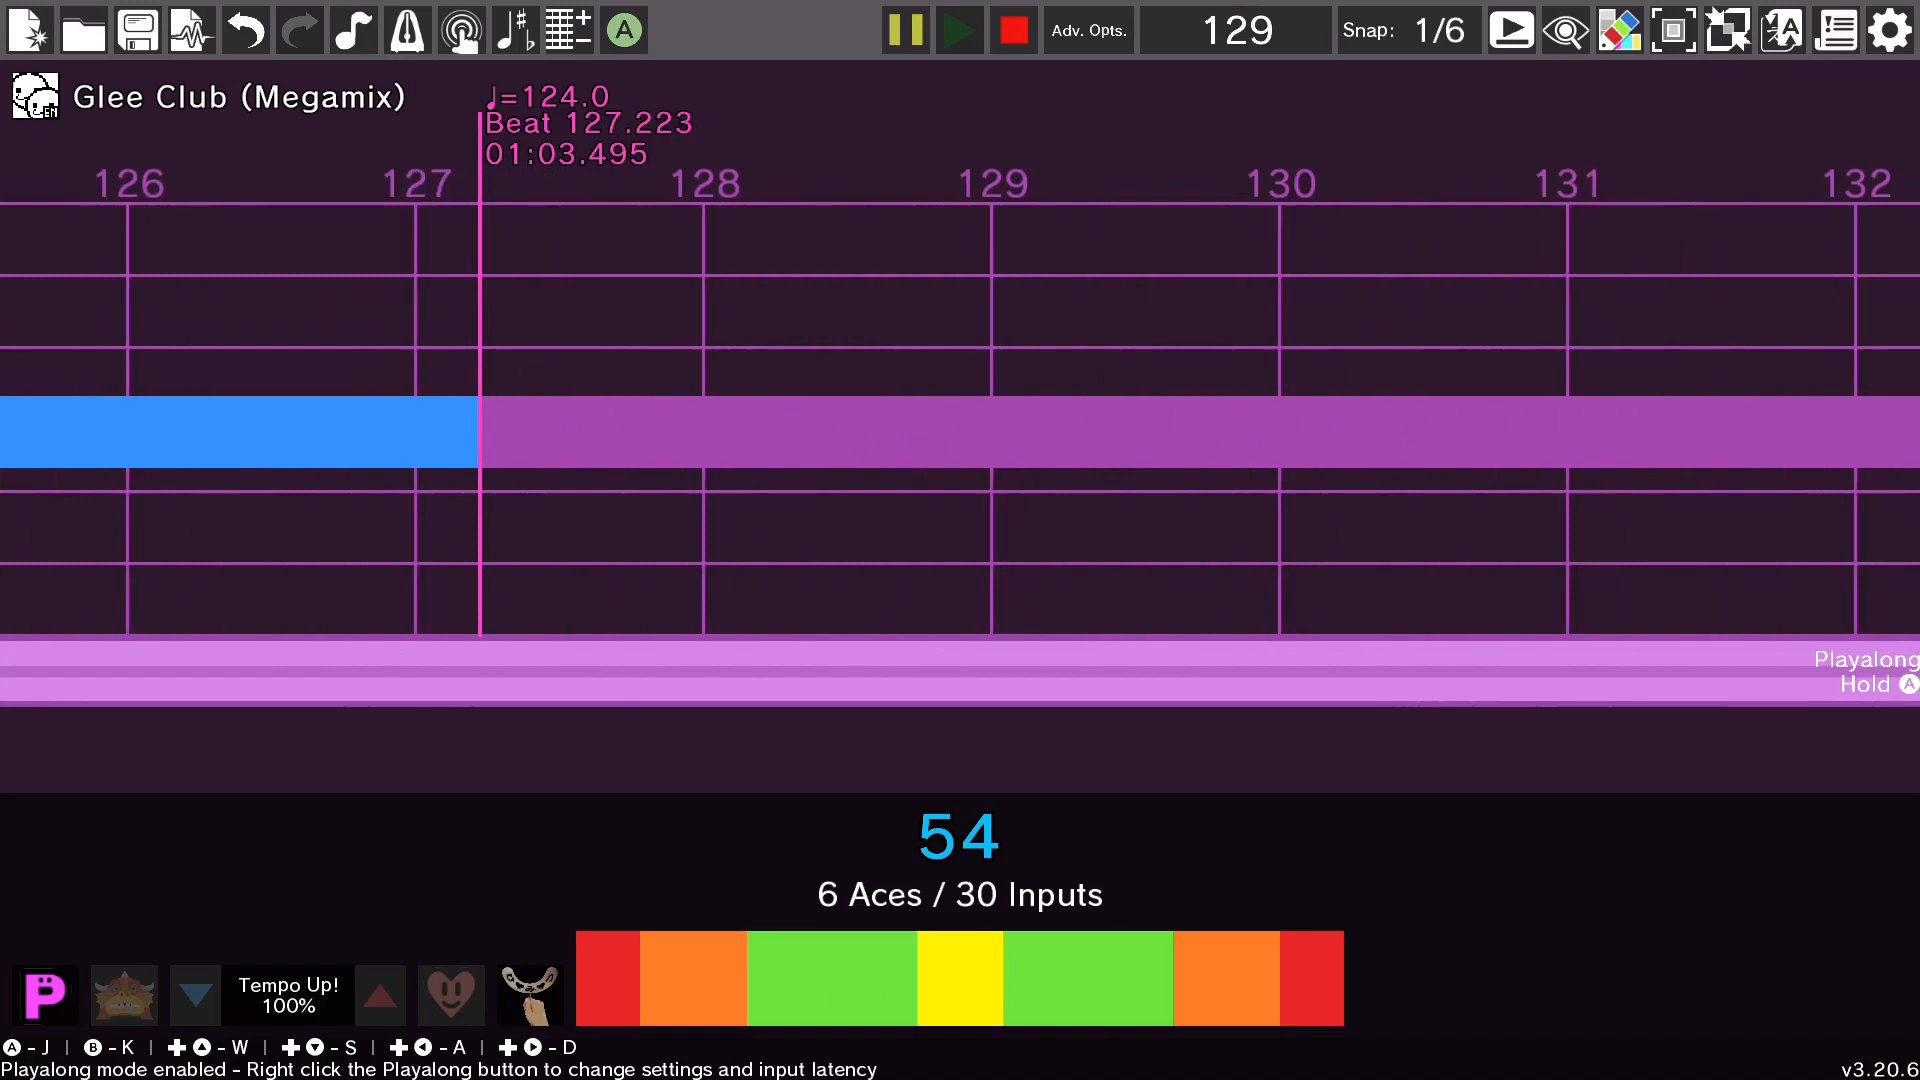 A
Adv. Opts.
129
Snap: 1/6
A
EN
Glee Club (Megamix)
♩=124.0
Beat 127.223
01:03.495
126 127 128 129 130 131 132
Playalong
Hold A
54
6 Aces / 30 Inputs
P
Tempo Up!
100%
A - J | B - K | ✚ ▲ - W | ✚ ▼ - S | ✚ ◀ - A | ✚ ▶ - D
Playalong mode enabled - Right click the Playalong button to change settings and input latency
v3.20.6